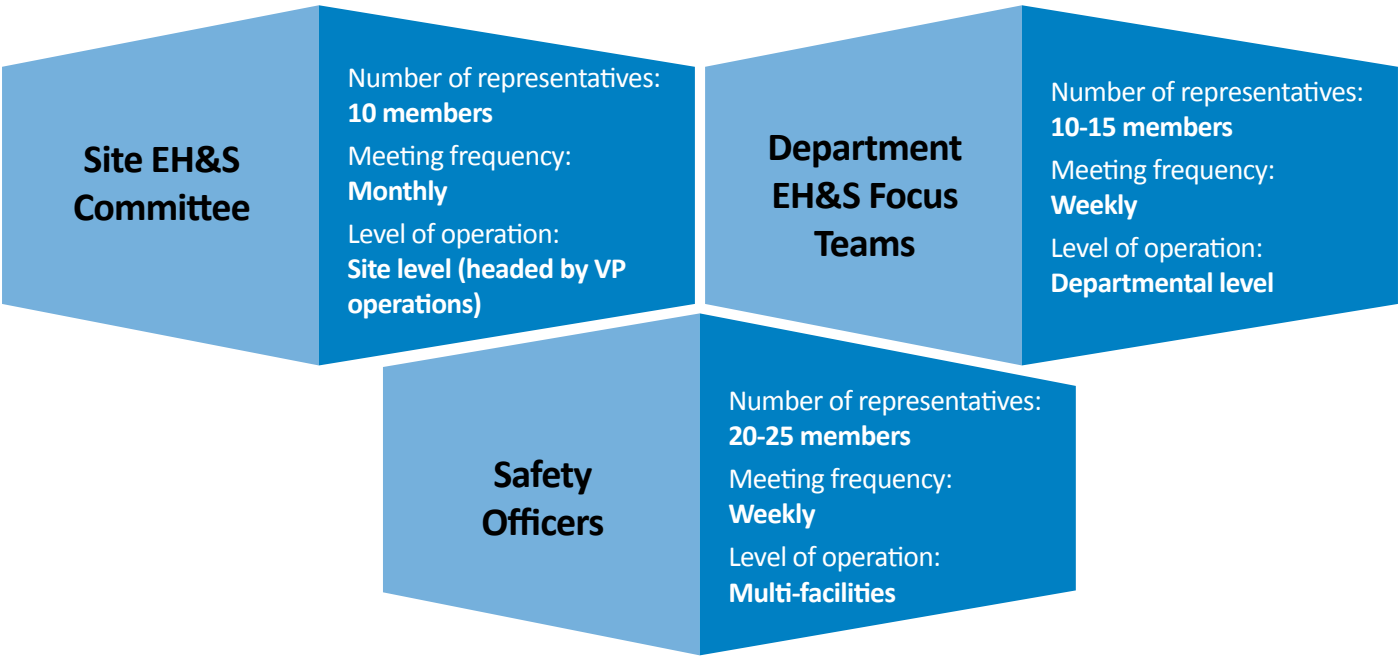 Site EH&S
Committee
Number of representatives:
10 members
Meeting frequency:
Monthly
Level of operation:
Site level (headed by VP
operations)
Department
EH&S Focus
Teams
Number of representatives:
10-15 members
Meeting frequency:
Weekly
Level of operation:
Departmental level
Safety
Officers
Number of representatives:
20-25 members
Meeting frequency:
Weekly
Level of operation:
Multi-facilities